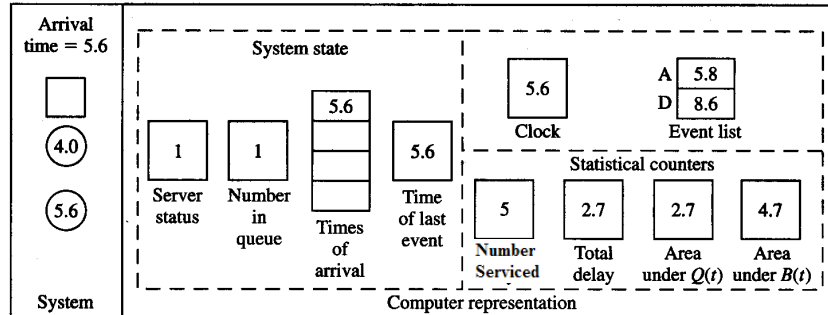 Arrival
time = 5.6
4.0
5.6
System
System state
1
Server
status
1
Number
in
queue
5.6
Times
of
arrival
5.6
Time
of last
event
5.6
Clock
A 5.8
D 8.6
Event list
Statistical counters
5
Number
Serviced
2.7
Total
delay
2.7
Area
under Q(t)
4.7
Area
under B(t)
Computer representation